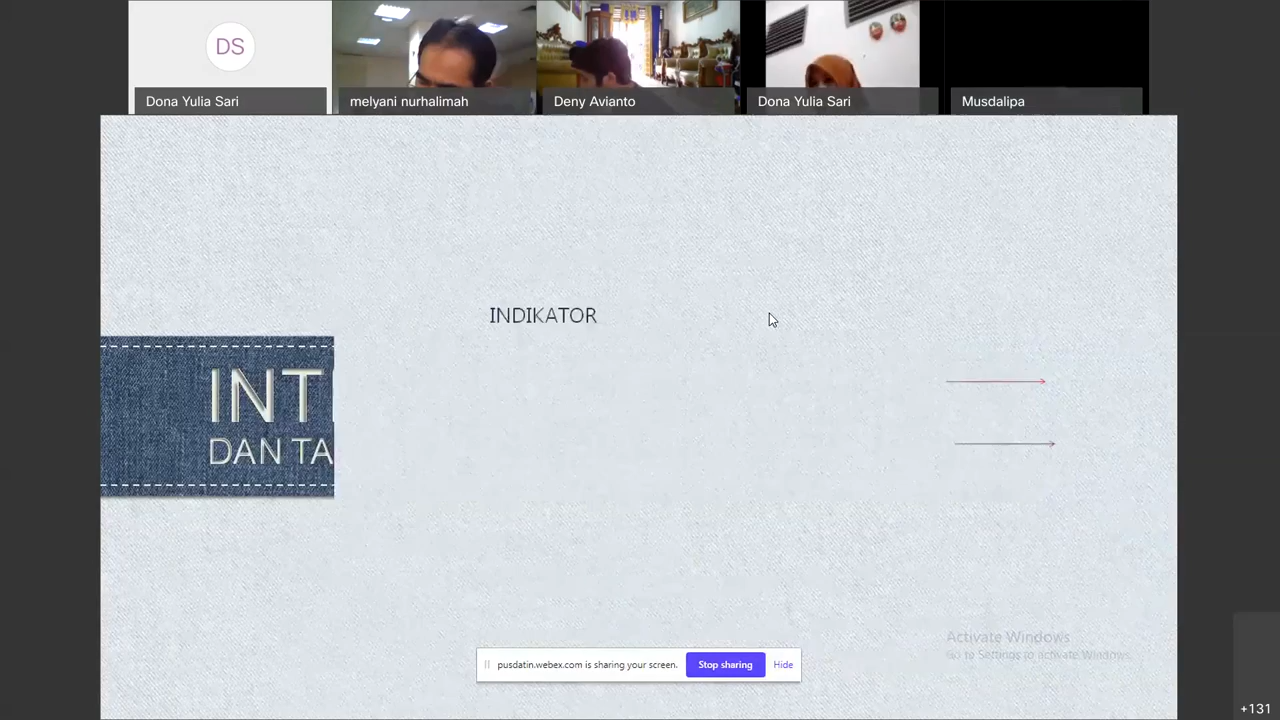 DS
Dona Yulia Sari
melyani nurhalimah
Deny Avianto
Dona Yulia Sari
Musdalipa
INDIKATOR
INT
DAN TA
Activate Windows
Go to Settings to activate Windows.
pusdatin.webex.com is sharing your screen.
Stop sharing
Hide
+131